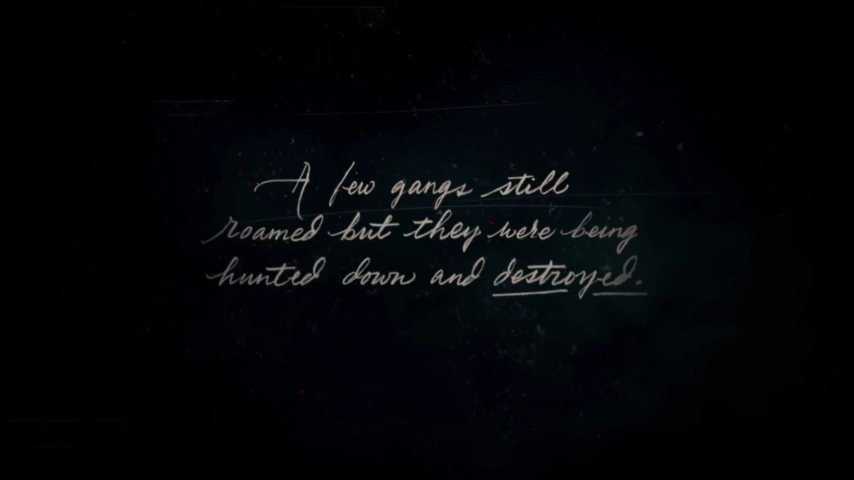 A few gangs still
roamed but they were being
hunted down and destroyed.